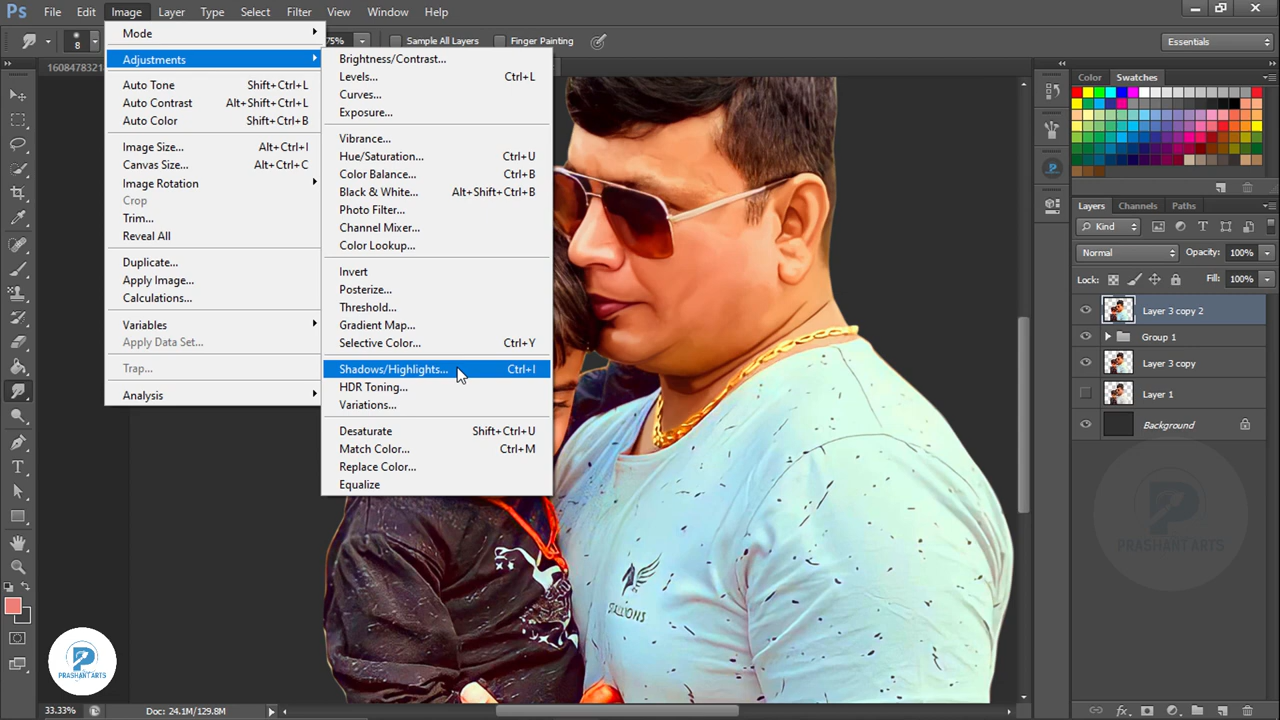 Ps File Edit Image Layer Type Select Filter View Window Help
8 75% Sample All Layers Finger Painting Essentials
1608478321
Mode
Adjustments
Auto Tone Shift+Ctrl+L
Auto Contrast Alt+Shift+Ctrl+L
Auto Color Shift+Ctrl+B
Image Size... Alt+Ctrl+I
Canvas Size... Alt+Ctrl+C
Image Rotation
Crop
Trim...
Reveal All
Duplicate...
Apply Image...
Calculations...
Variables
Apply Data Set...
Trap...
Analysis
Brightness/Contrast...
Levels... Ctrl+L
Curves...
Exposure...
Vibrance...
Hue/Saturation... Ctrl+U
Color Balance... Ctrl+B
Black & White... Alt+Shift+Ctrl+B
Photo Filter...
Channel Mixer...
Color Lookup...
Invert
Posterize...
Threshold...
Gradient Map...
Selective Color... Ctrl+Y
Shadows/Highlights... Ctrl+I
HDR Toning...
Variations...
Desaturate Shift+Ctrl+U
Match Color... Ctrl+M
Replace Color...
Equalize
STALLIONS
Color Swatches
Layers Channels Paths
Kind
Normal Opacity: 100%
Lock: Fill: 100%
Layer 3 copy 2
Group 1
Layer 3 copy
Layer 1
Background
PRASHANT ARTS
PRASHANT ARTS
33.33% Doc: 24.1M/129.8M